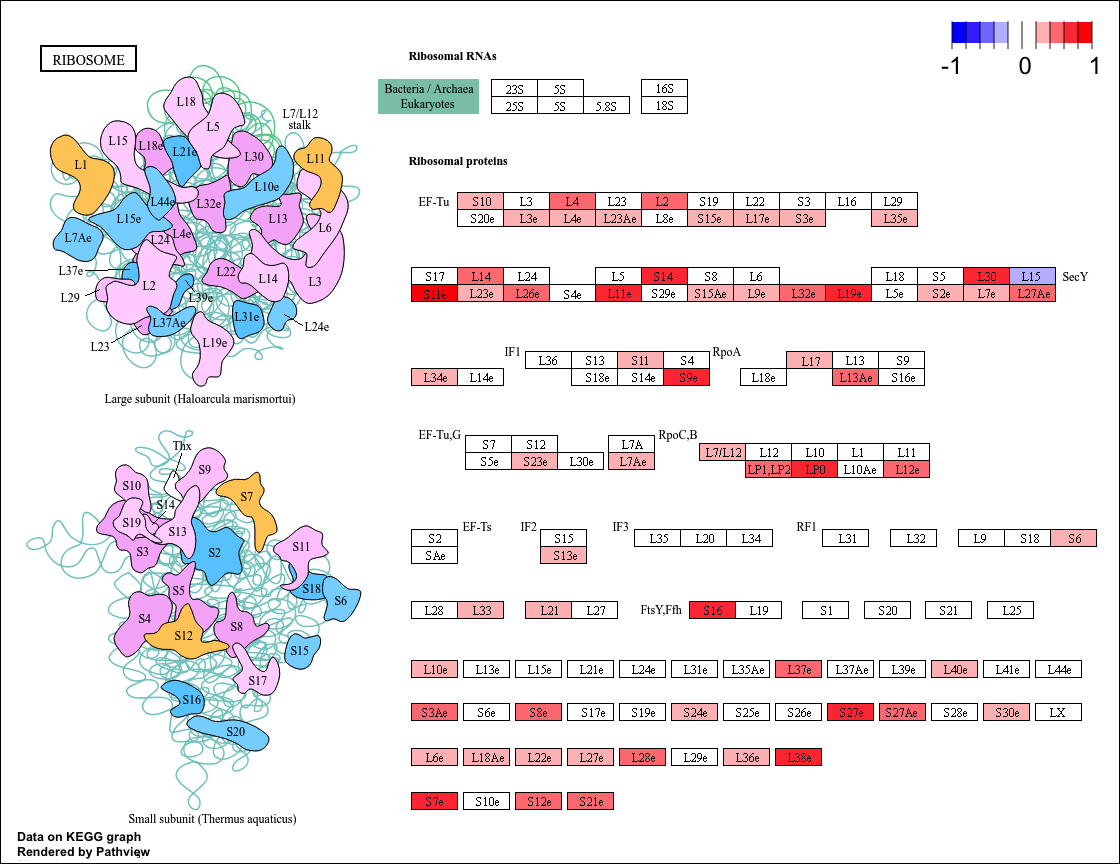 RIBOSOME
Ribosomal RNAs
-1 0 1
Bacteria / Archaea
Eukaryotes
23S 5S 16S
25S 5S 5.8S 18S
Ribosomal proteins
EF-Tu S10 L3 L4 L23 L2 S19 L22 S3 L16 L29
S20e L3e L4e L23Ae L8e S15e L17e S3e L35e
S17 L14 L24 L5 S14 S8 L6 L18 S5 L30 L15 SecY
S11e L23e L26e S4e L11e S29e S15Ae L9e L32e L19e L5e S2e L7e L27Ae
IF1 L36 S13 S11 S4 RpoA L17 L13 S9
L34e L14e S18e S14e S9e L18e L13Ae S16e
EF-Tu,G S7 S12 L7A RpoC,B L7/L12 L12 L10 L1 L11
S5e S23e L30e L7Ae LP1,LP2 LP0 L10Ae L12e
S2 EF-Ts IF2 S15 IF3 L35 L20 L34 RF1 L31 L32 L9 S18 S6
SAe S13e
L28 L33 L21 L27 FtsY,Ffh S16 L19 S1 S20 S21 L25
L10e L13e L15e L21e L24e L31e L35Ae L37e L37Ae L39e L40e L41e L44e
S3Ae S6e S8e S17e S19e S24e S25e S26e S27e S27Ae S28e S30e LX
L6e L18Ae L22e L27e L28e L29e L36e L38e
S7e S10e S12e S21e
L18
L5
L7/L12
stalk
L15
L18e
L21e
L30
L11
L1
L10e
L44e
L32e
L15e
L13
L6
L7Ae
L24
L4e
L37e
L22
L14
L3
L29
L2
L39e
L37Ae
L31e
L24e
L23
L19e
Large subunit (Haloarcula marismortui)
Thx
S9
S10
S7
S14
S19
S13
S3
S2
S11
S5
S18
S6
S4
S12
S8
S15
S17
S16
S20
Small subunit (Thermus aquaticus)
Data on KEGG graph
Rendered by Pathview